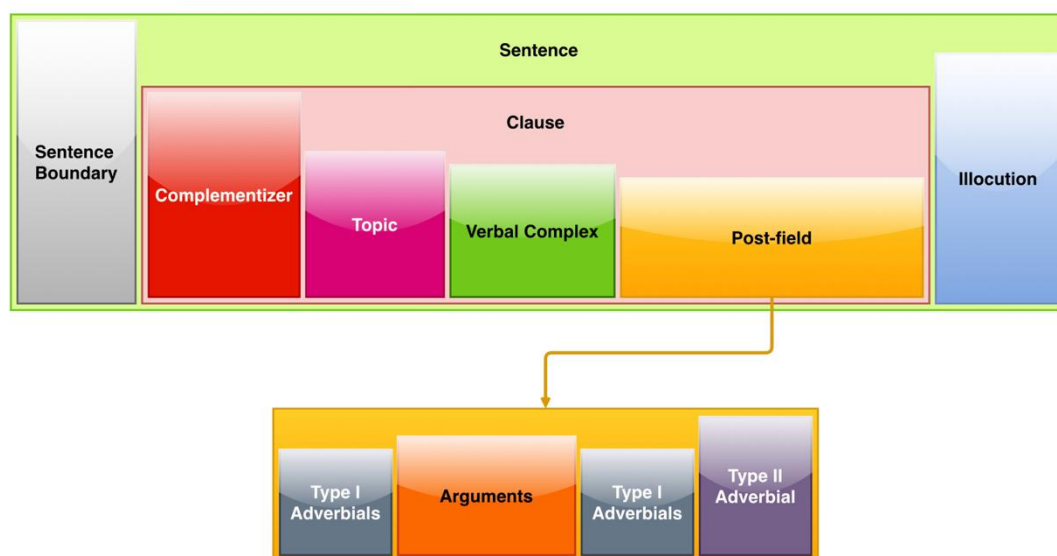 Sentence
Sentence
Boundary
Clause
Complementizer
Topic
Verbal Complex
Post-field
Illocution
Type I
Adverbials
Arguments
Type I
Adverbials
Type II
Adverbial